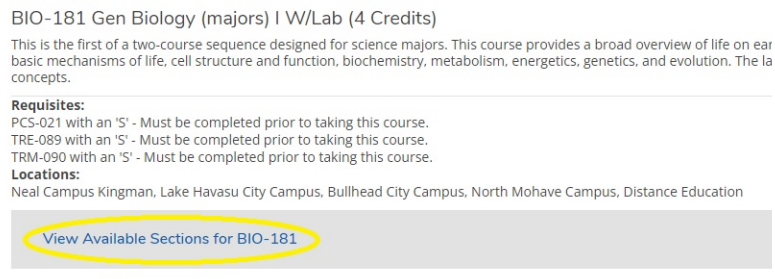 BIO-181 Gen Biology (majors) I W/Lab (4 Credits)
This is the first of a two-course sequence designed for science majors. This course provides a broad overview of life on
basic mechanisms of life, cell structure and function, biochemistry, metabolism, energetics, genetics, and evolution. The
concepts.
Requisites:
PCS-021 with an 'S' - Must be completed prior to taking this course.
TRE-089 with an 'S' - Must be completed prior to taking this course.
TRM-090 with an 'S' - Must be completed prior to taking this course.
Locations:
Neal Campus Kingman, Lake Havasu City Campus, Bullhead City Campus, North Mohave Campus, Distance Education
View Available Sections for BIO-181